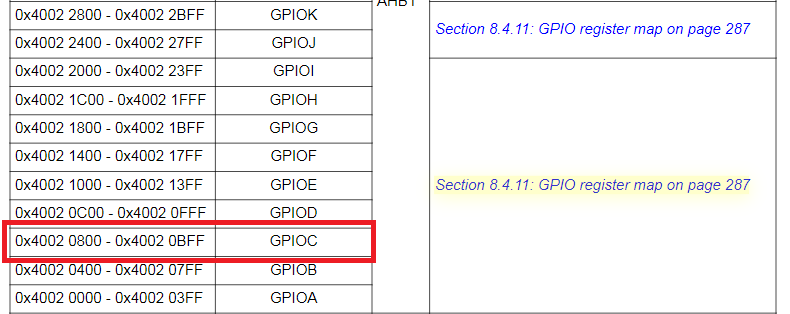 AHB1
0x4002 2800 - 0x4002 2BFF GPIOK
Section 8.4.11: GPIO register map on page 287
0x4002 2400 - 0x4002 27FF GPIOJ
0x4002 2000 - 0x4002 23FF GPIOI
0x4002 1C00 - 0x4002 1FFF GPIOH
0x4002 1800 - 0x4002 1BFF GPIOG
0x4002 1400 - 0x4002 17FF GPIOF
0x4002 1000 - 0x4002 13FF GPIOE
Section 8.4.11: GPIO register map on page 287
0x4002 0C00 - 0x4002 0FFF GPIOD
0x4002 0800 - 0x4002 0BFF GPIOC
0x4002 0400 - 0x4002 07FF GPIOB
0x4002 0000 - 0x4002 03FF GPIOA